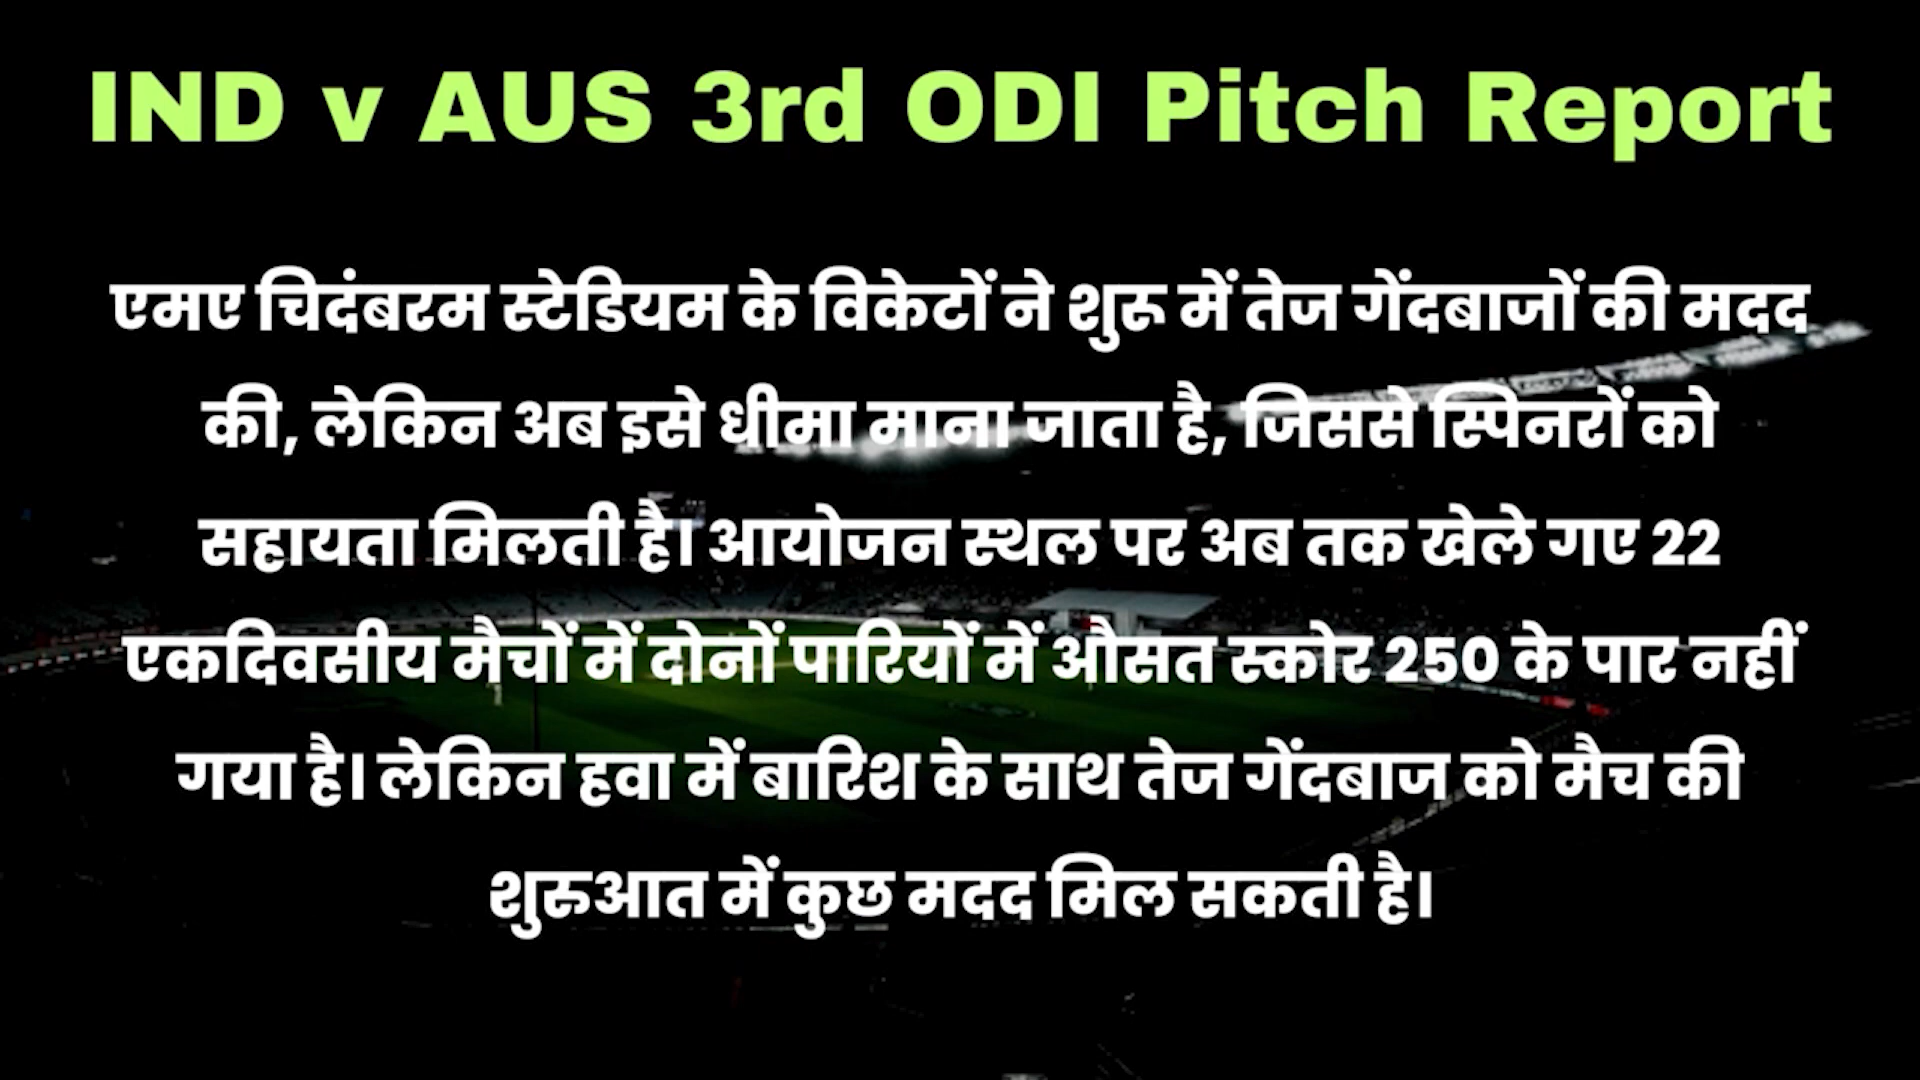 IND v AUS 3rd ODI Pitch Report
एमए चिदंबरम स्टेडियम के विकेटों ने शुरू में तेज गेंदबाजों की मदद
की, लेकिन अब इसे धीमा माना जाता है, जिससे स्पिनरों को
सहायता मिलती है। आयोजन स्थल पर अब तक खेले गए 22
एकदिवसीय मैचों में दोनों पारियों में औसत स्कोर 250 के पार नहीं
गया है। लेकिन हवा में बारिश के साथ तेज गेंदबाज को मैच की
शुरुआत में कुछ मदद मिल सकती है।